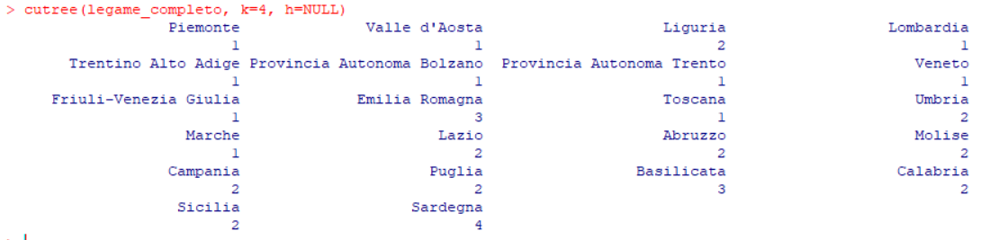 > cutree(legame_completo, k=4, h=NULL)
Piemonte Valle d'Aosta Liguria Lombardia
1 1 2 1
Trentino Alto Adige Provincia Autonoma Bolzano Provincia Autonoma Trento Veneto
1 1 1 1
Friuli-Venezia Giulia Emilia Romagna Toscana Umbria
1 3 1 2
Marche Lazio Abruzzo Molise
1 2 2 2
Campania Puglia Basilicata Calabria
2 2 3 2
Sicilia Sardegna
2 4
>